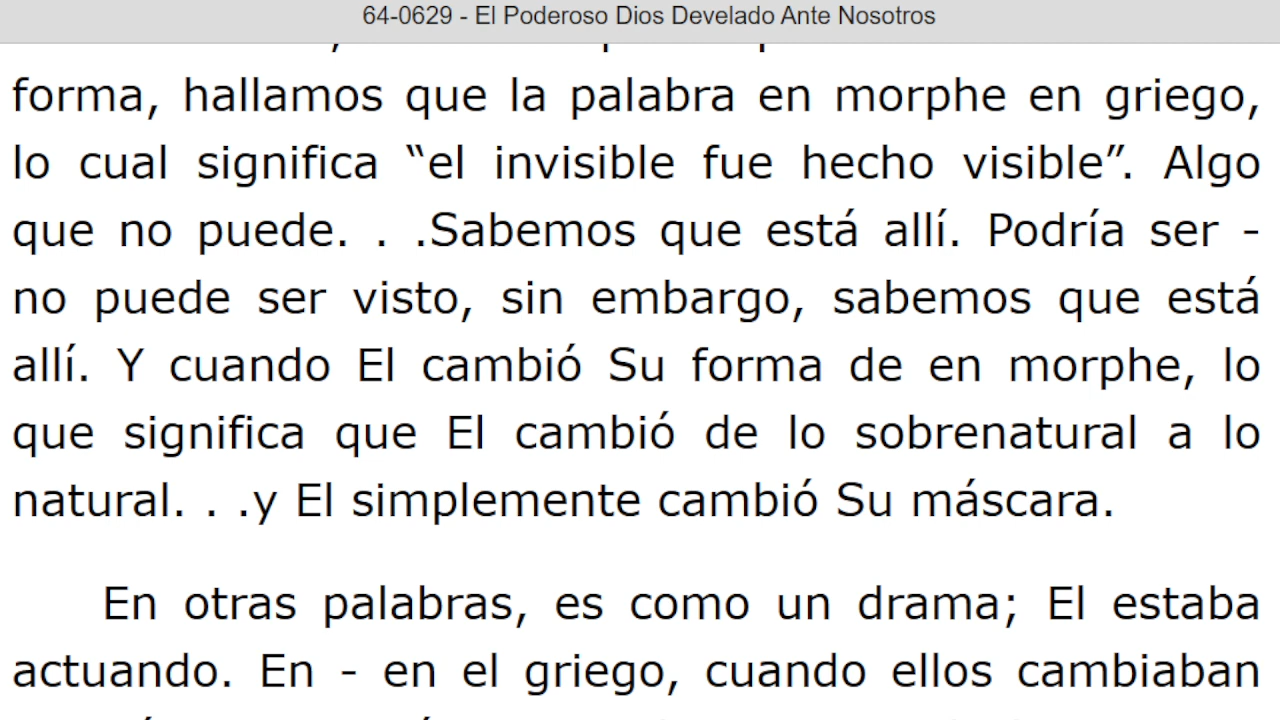 64-0629 - El Poderoso Dios Develado Ante Nosotros
forma, hallamos que la palabra en morphe en griego,
lo cual significa “el invisible fue hecho visible”. Algo
que no puede. . .Sabemos que está allí. Podría ser -
no puede ser visto, sin embargo, sabemos que está
allí. Y cuando El cambió Su forma de en morphe, lo
que significa que El cambió de lo sobrenatural a lo
natural. . .y El simplemente cambió Su máscara.
En otras palabras, es como un drama; El estaba
actuando. En - en el griego, cuando ellos cambiaban